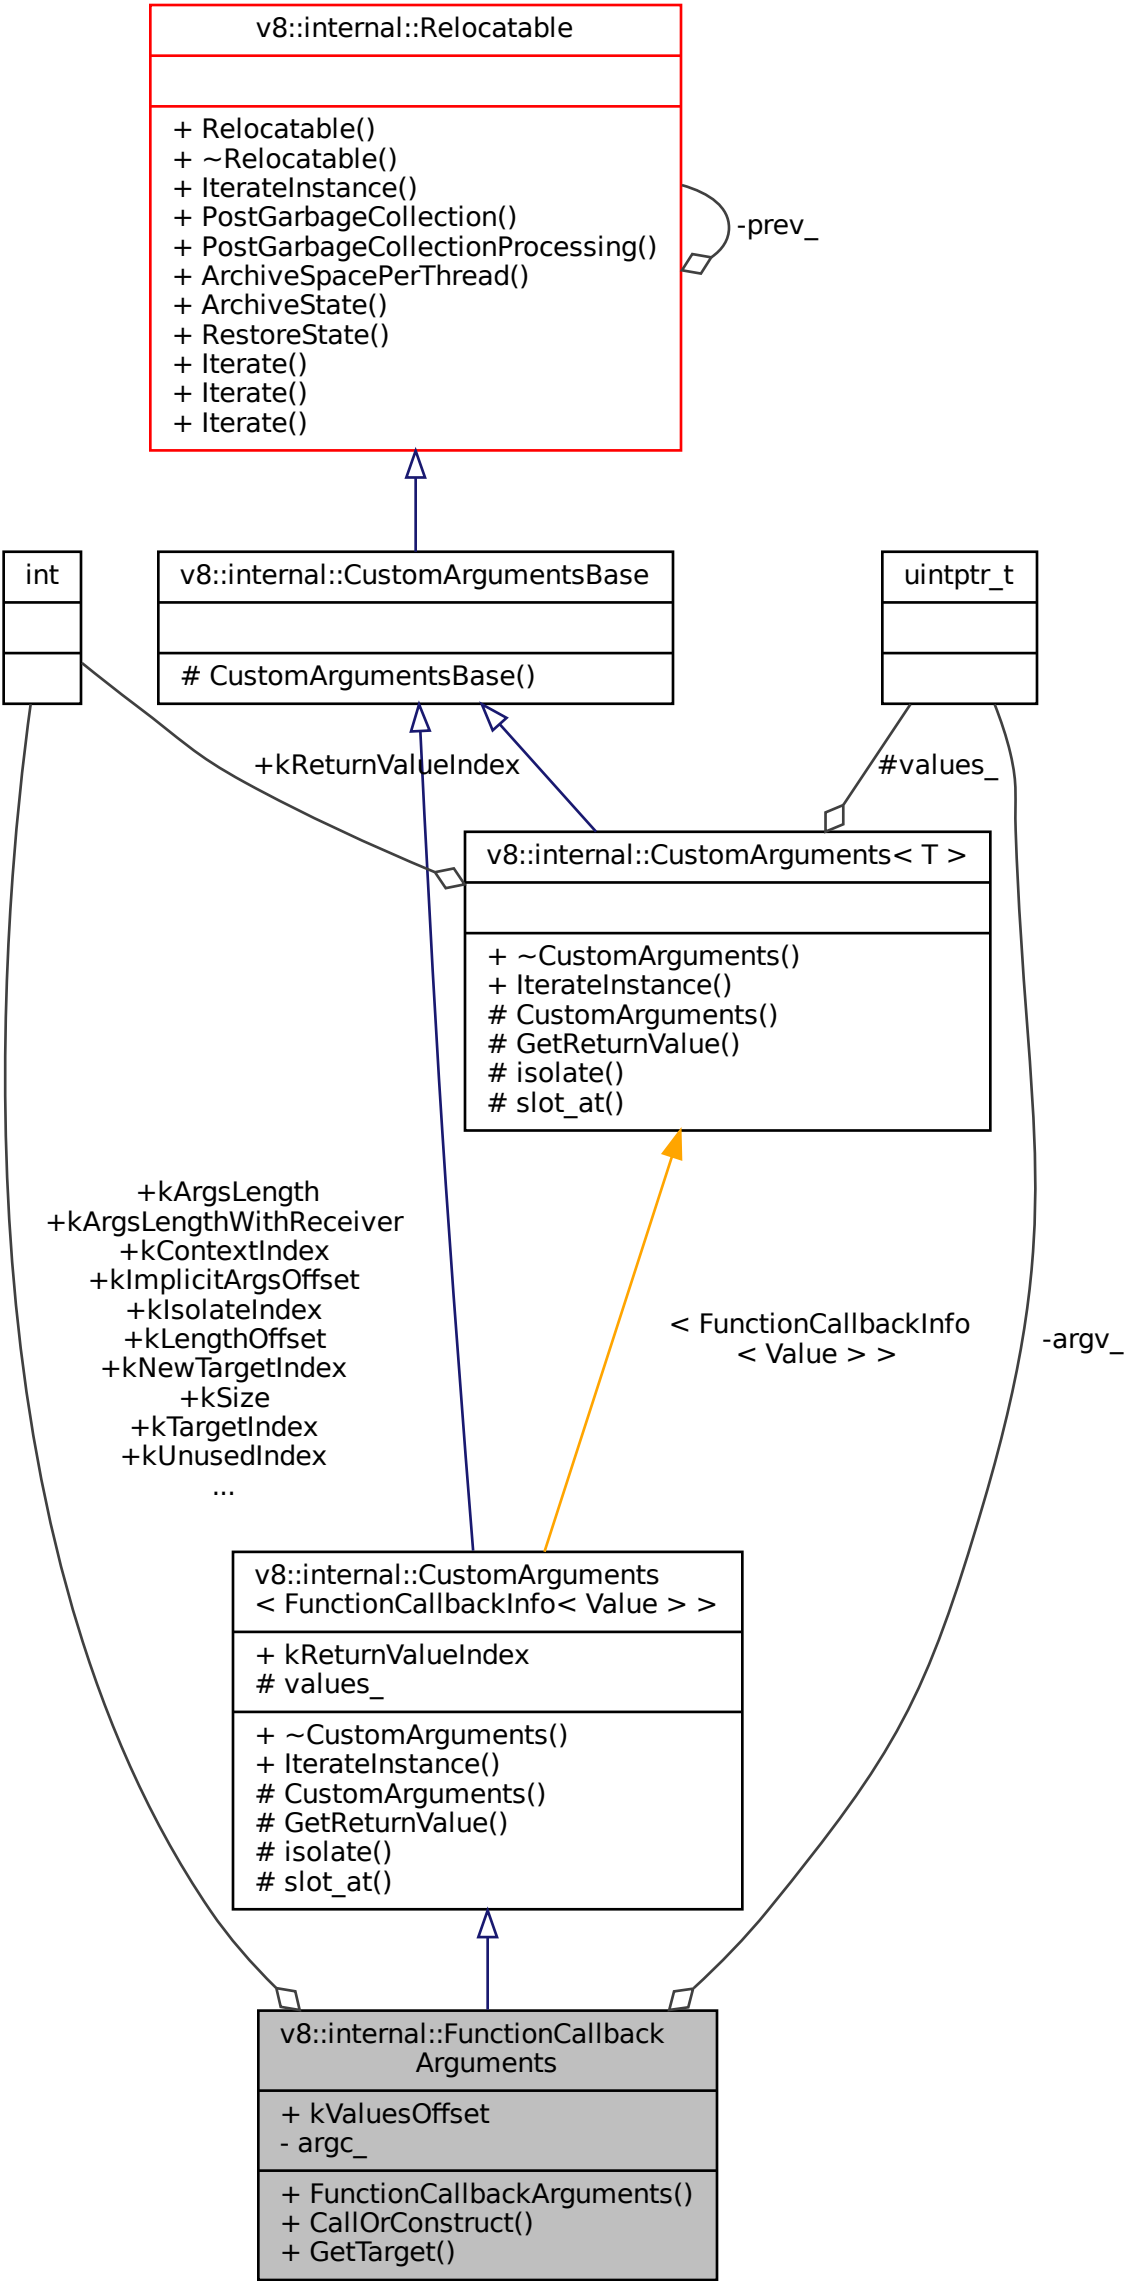 v8::internal::Relocatable
+ Relocatable()
+ ~Relocatable()
+ IterateInstance()
+ PostGarbageCollection()
+ PostGarbageCollectionProcessing()
+ ArchiveSpacePerThread()
+ ArchiveState()
+ RestoreState()
+ Iterate()
+ Iterate()
+ Iterate()
-prev_
int
v8::internal::CustomArgumentsBase
# CustomArgumentsBase()
uintptr_t
+kReturnValueIndex
#values_
v8::internal::CustomArguments< T >
+ ~CustomArguments()
+ IterateInstance()
# CustomArguments()
# GetReturnValue()
# isolate()
# slot_at()
+kArgsLength
+kArgsLengthWithReceiver
+kContextIndex
+kImplicitArgsOffset
+kIsolateIndex
+kLengthOffset
+kNewTargetIndex
+kSize
+kTargetIndex
+kUnusedIndex
...
< FunctionCallbackInfo
< Value > >
-argv_
v8::internal::CustomArguments
< FunctionCallbackInfo< Value > >
+ kReturnValueIndex
# values_
+ ~CustomArguments()
+ IterateInstance()
# CustomArguments()
# GetReturnValue()
# isolate()
# slot_at()
v8::internal::FunctionCallback
Arguments
+ kValuesOffset
- argc_
+ FunctionCallbackArguments()
+ CallOrConstruct()
+ GetTarget()